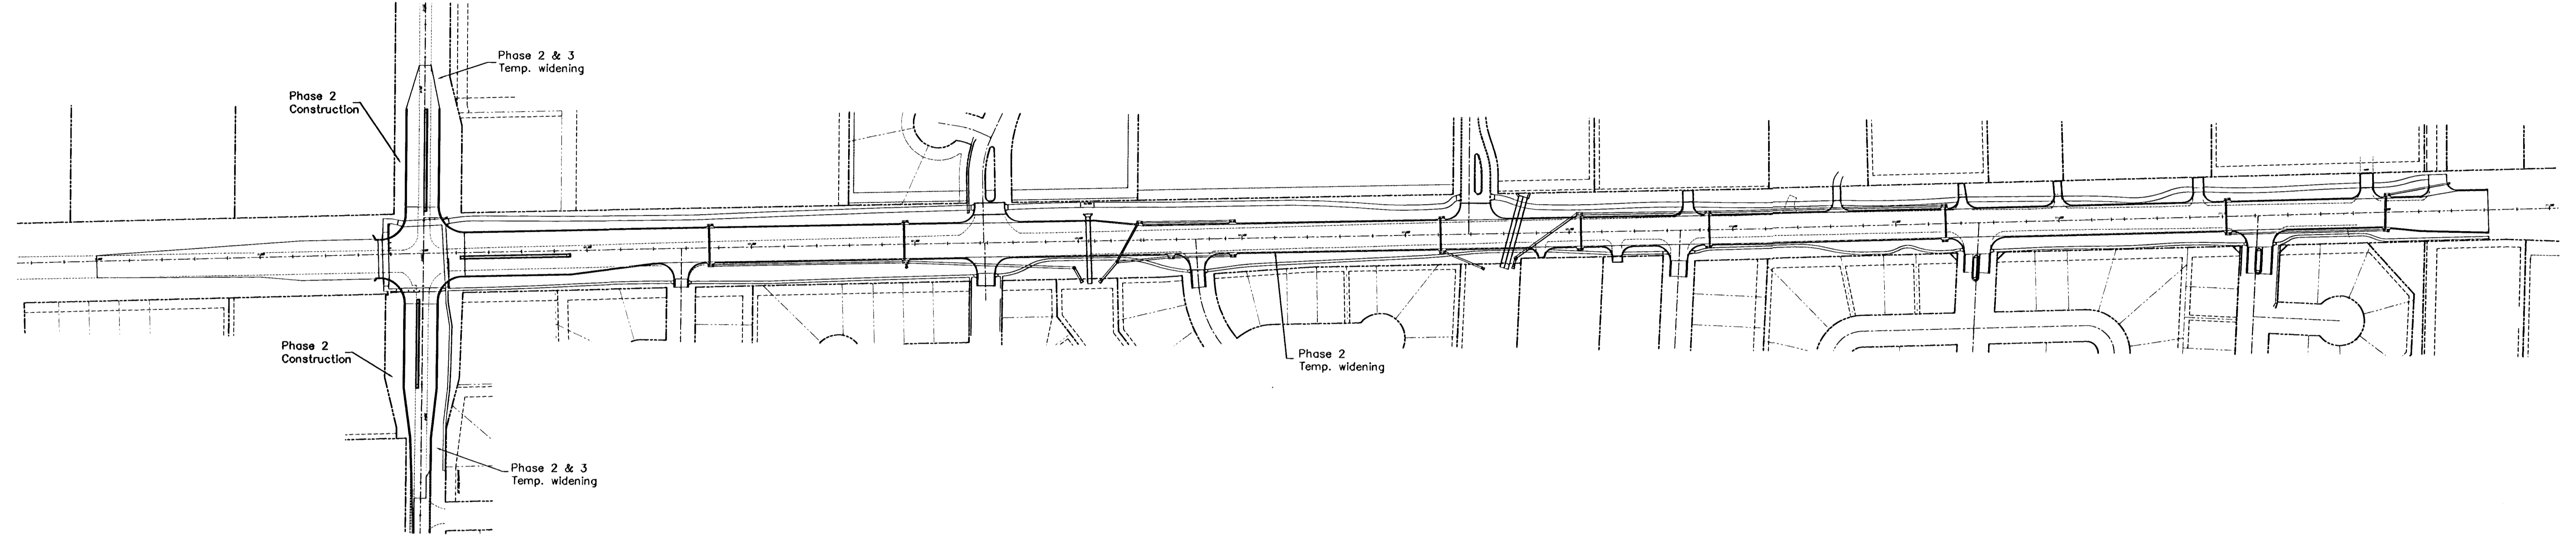 Phase 2 & 3
Temp. widening
Phase 2
Construction
Phase 2
Construction
Phase 2
Temp. widening
Phase 2 & 3
Temp. widening